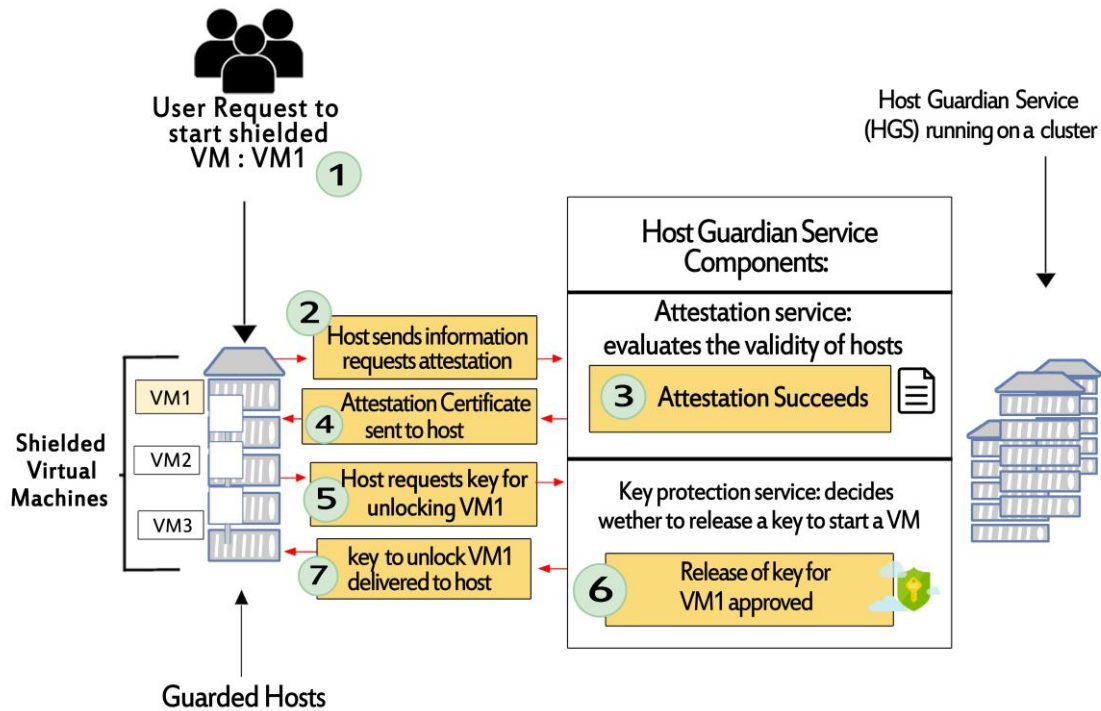 User Request to
start shielded
VM : VM1
1
Host Guardian Service
(HGS) running on a cluster
Host Guardian Service
Components:
2
Host sends information
requests attestation
Attestation service:
evaluates the validity of hosts
3
Attestation Succeeds
4
Attestation Certificate
sent to host
Shielded
Virtual
Machines
VM1
VM2
VM3
5
Host requests key for
unlocking VM1
Key protection service: decides
wether to release a key to start a VM
6
Release of key for
VM1 approved
7
key to unlock VM1
delivered to host
Guarded Hosts